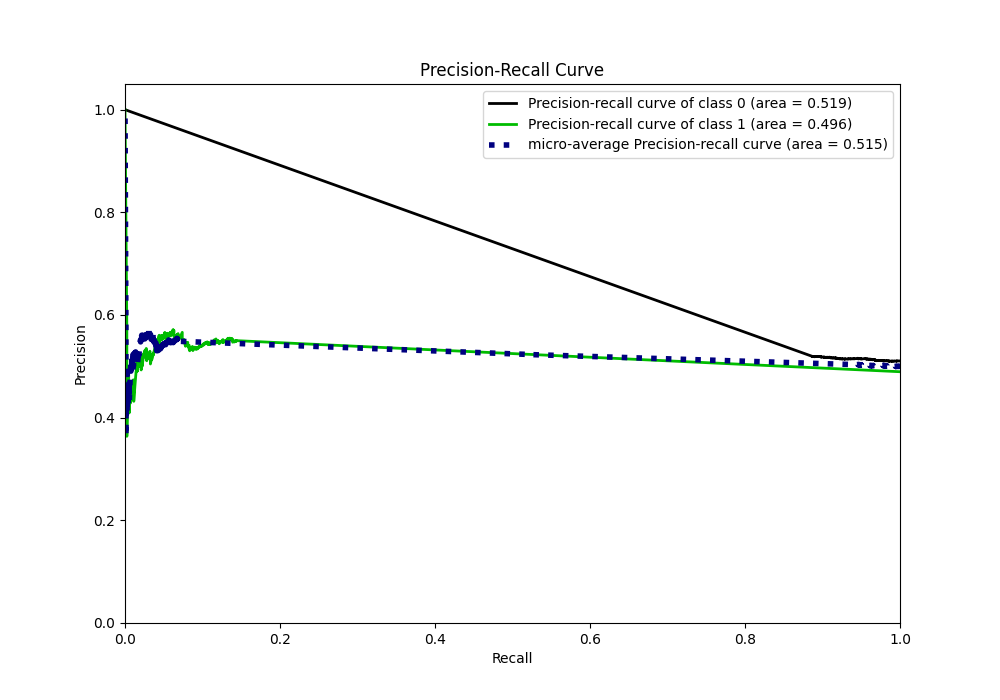 Precision-Recall Curve
Precision-recall curve of class 0 (area = 0.519)
Precision-recall curve of class 1 (area = 0.496)
micro-average Precision-recall curve (area = 0.515)
1.0
0.8
0.6
0.4
0.2
0.0
Precision
0.0 0.2 0.4 0.6 0.8 1.0
Recall